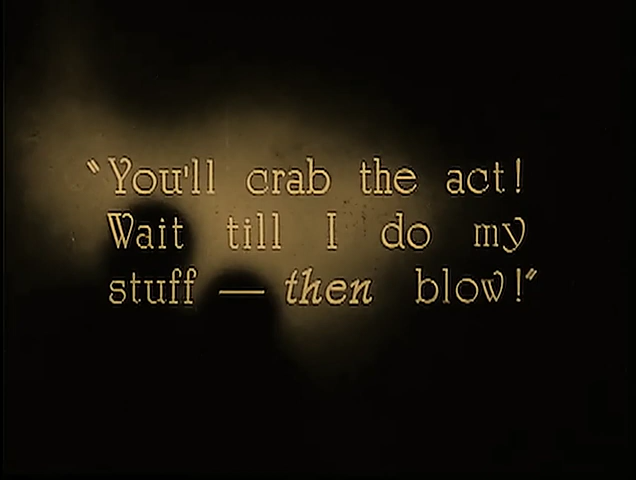 "You'll crab the act!
Wait till I do my
stuff — then blow!"